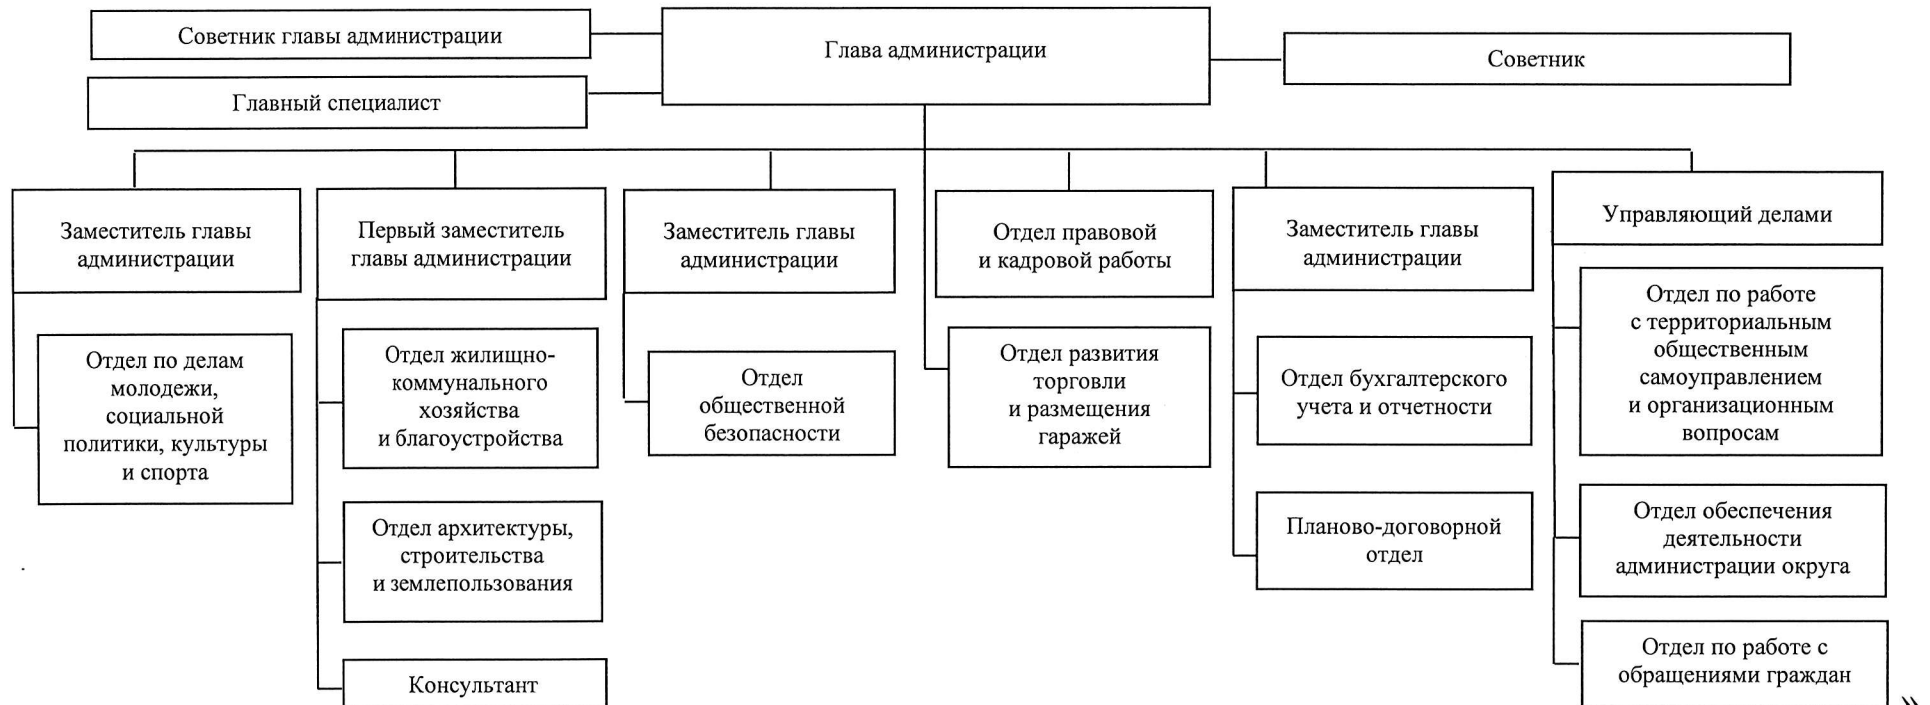 Советник главы администрации
Глава администрации
Советник
Главный специалист
Заместитель главы
администрации
Отдел по делам
молодежи,
социальной
политики, культуры
и спорта
Первый заместитель
главы администрации
Отдел жилищно-
коммунального
хозяйства
и благоустройства
Отдел архитектуры,
строительства
и землепользования
Консультант
Заместитель главы
администрации
Отдел
общественной
безопасности
Отдел правовой
и кадровой работы
Отдел развития
торговли
и размещения
гаражей
Заместитель главы
администрации
Отдел бухгалтерского
учета и отчетности
Планово-договорной
отдел
Управляющий делами
Отдел по работе
с территориальным
общественным
самоуправлением
и организационным
вопросам
Отдел обеспечения
деятельности
администрации округа
Отдел по работе с
обращениями граждан
»